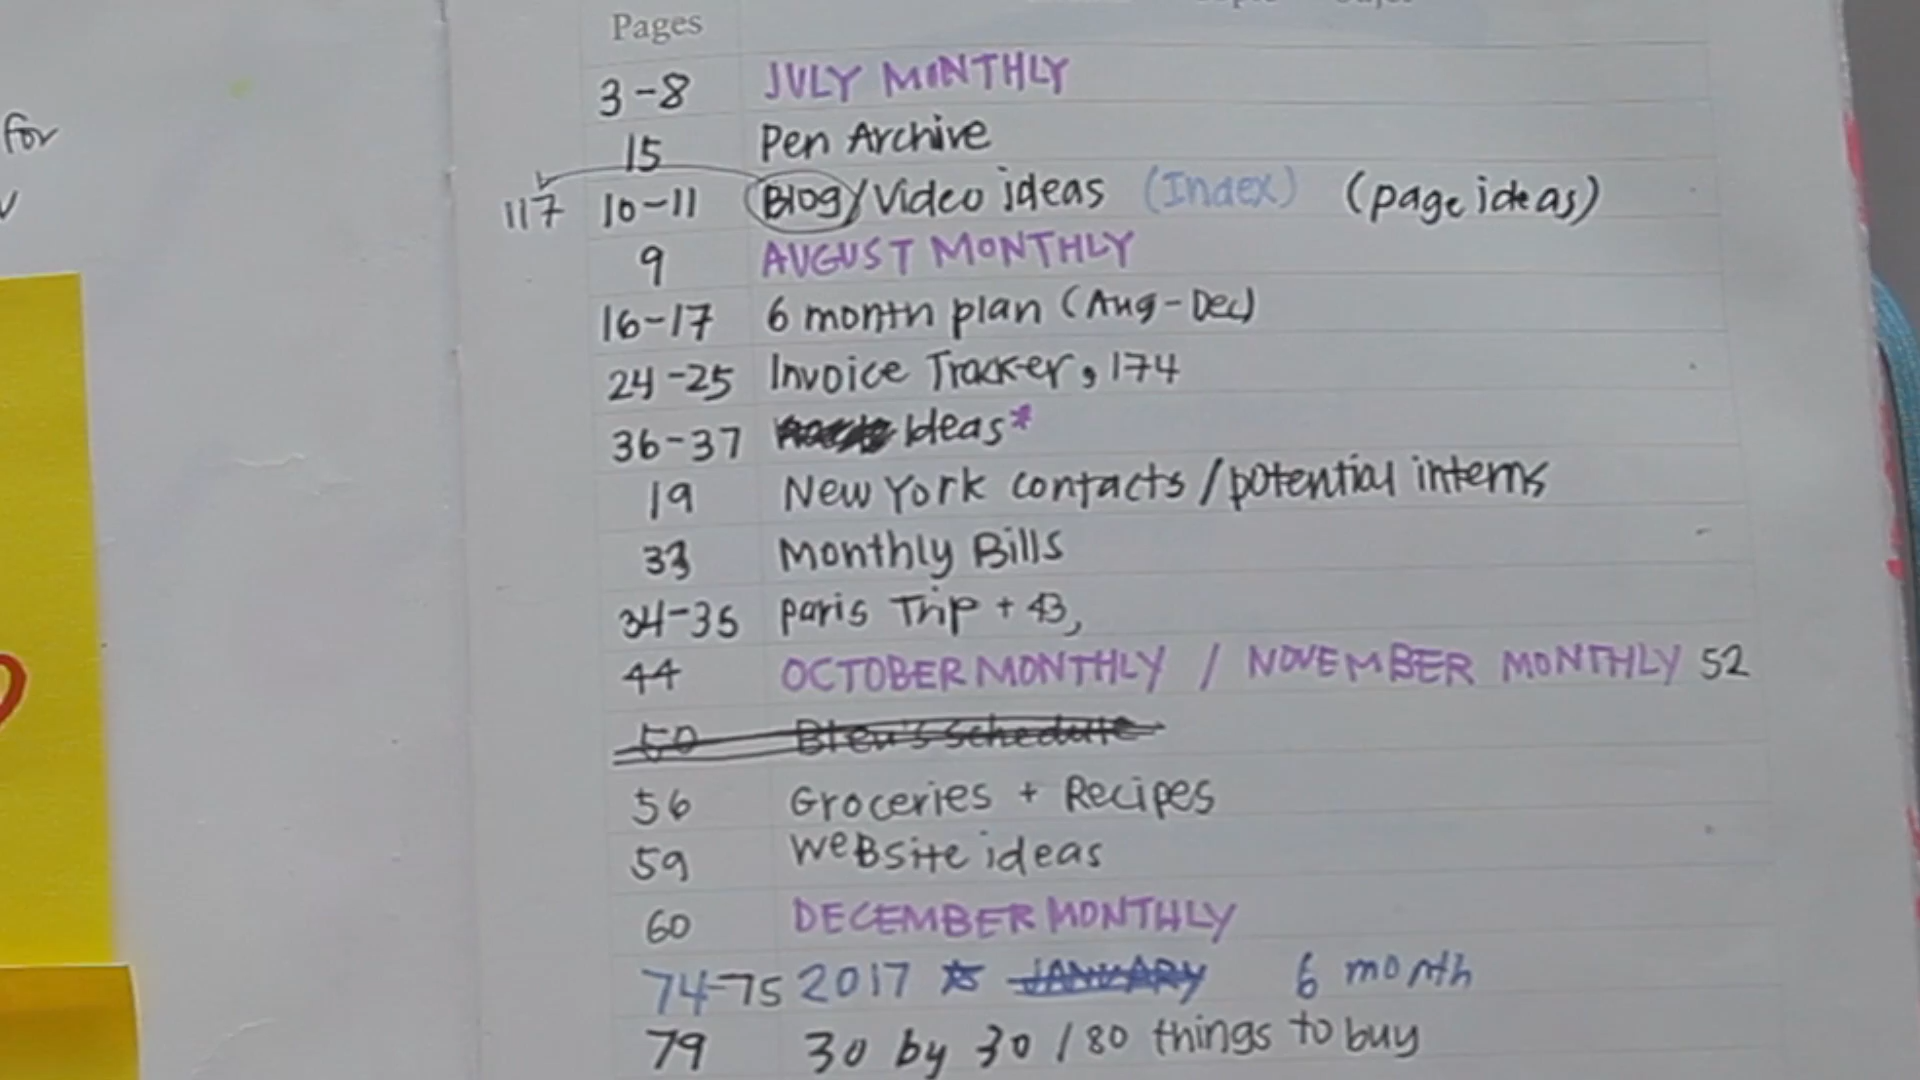 for
Pages
3-8 JULY MONTHLY
15 Pen Archive
117 10-11 Blog/Video ideas (Index) (page ideas)
9 AUGUST MONTHLY
16-17 6 month plan (Aug-Dec)
24-25 Invoice Tracker, 174
36-37 Ideas*
19 New York contacts/potential interns
33 Monthly Bills
34-35 Paris Trip + 43,
44 OCTOBER MONTHLY / NOVEMBER MONTHLY 52
50 Bleu's Schedule
56 Groceries + Recipes
59 WeBsite ideas
60 DECEMBER MONTHLY
74-75 2017 ☆ JANUARY 6 month
79 30 by 30 / 80 things to buy